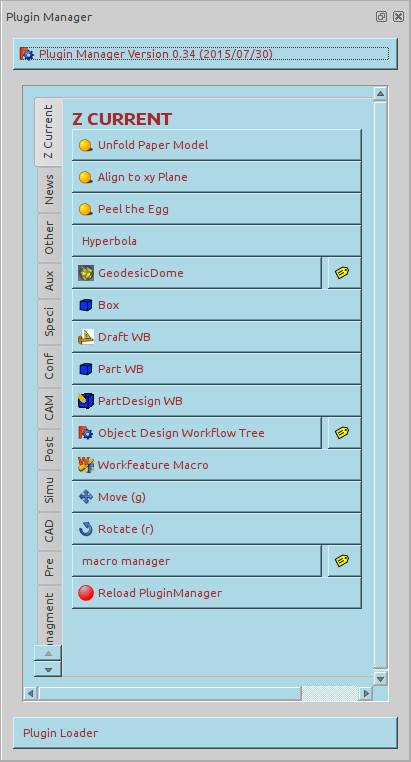 Plugin Manager
Plugin Manager Version 0.34 (2015/07/30)
Z Current
News
Other
Aux
Speci
Conf
CAM
Post
Simu
CAD
Pre
nagment
Z CURRENT
Unfold Paper Model
Align to xy Plane
Peel the Egg
Hyperbola
GeodesicDome
Box
Draft WB
Part WB
PartDesign WB
Object Design Workflow Tree
Workfeature Macro
Move (g)
Rotate (r)
macro manager
Reload PluginManager
Plugin Loader